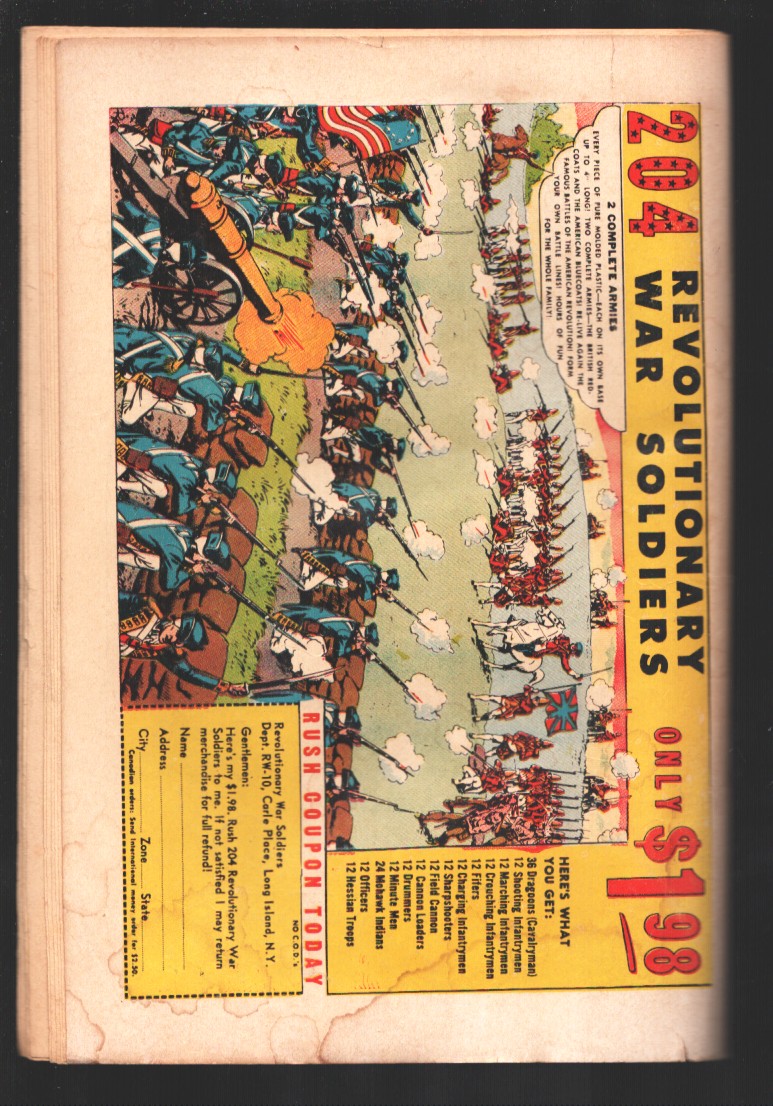 204 REVOLUTIONARY
WAR SOLDIERS
ONLY $1 98
2 COMPLETE ARMIES
EVERY PIECE OF PURE MOLDED PLASTIC—EACH ON ITS OWN BASE
UP TO 4" LONG! TWO COMPLETE ARMIES—THE BRITISH RED-
COATS AND THE AMERICAN BLUECOATS! RE-LIVE AGAIN THE
FAMOUS BATTLES OF THE AMERICAN REVOLUTION! FORM
YOUR OWN BATTLE LINES! HOURS OF FUN
FOR THE WHOLE FAMILY!
HERE'S WHAT
YOU GET:
36 Dragoons (Cavalryman)
12 Shooting Infantrymen
12 Marching Infantrymen
12 Crouching Infantrymen
12 Fifers
12 Charging Infantrymen
12 Sharpshooters
12 Field Cannon
12 Cannon Loaders
12 Drummers
12 Minute Men
24 Mohawk Indians
12 Officers
12 Hessian Troops
RUSH COUPON TODAY
NO C.O.D.'s
Revolutionary War Soldiers
Dept. RW-10, Carle Place, Long Island, N.Y.
Gentlemen:
Here's my $1.98. Rush 204 Revolutionary War
Soldiers to me. If not satisfied I may return
merchandise for full refund!
Name
Address
City Zone State
Canadian orders: Send International money order for $2.50.